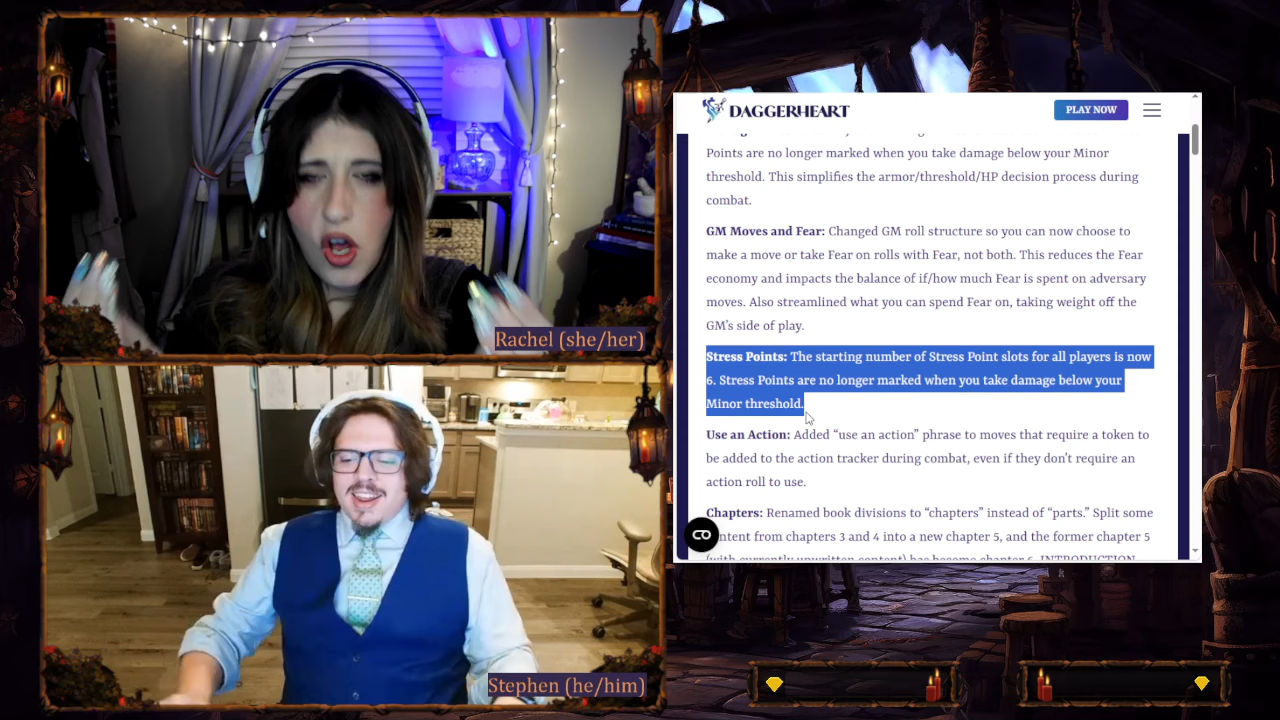 Rachel (she/her)
Stephen (he/him)
DAGGERHEART
PLAY NOW
Points are no longer marked when you take damage below your Minor
threshold. This simplifies the armor/threshold/HP decision process during
combat.
GM Moves and Fear: Changed GM roll structure so you can now choose to
make a move or take Fear on rolls with Fear, not both. This reduces the Fear
economy and impacts the balance of if/how much Fear is spent on adversary
moves. Also streamlined what you can spend Fear on, taking weight off the
GM’s side of play.
Stress Points: The starting number of Stress Point slots for all players is now
6. Stress Points are no longer marked when you take damage below your
Minor threshold.
Use an Action: Added “use an action” phrase to moves that require a token to
be added to the action tracker during combat, even if they don’t require an
action roll to use.
Chapters: Renamed book divisions to “chapters” instead of “parts.” Split some
content from chapters 3 and 4 into a new chapter 5, and the former chapter 5
(with currently unwritten content) has become chapter 6. INTRODUCTION